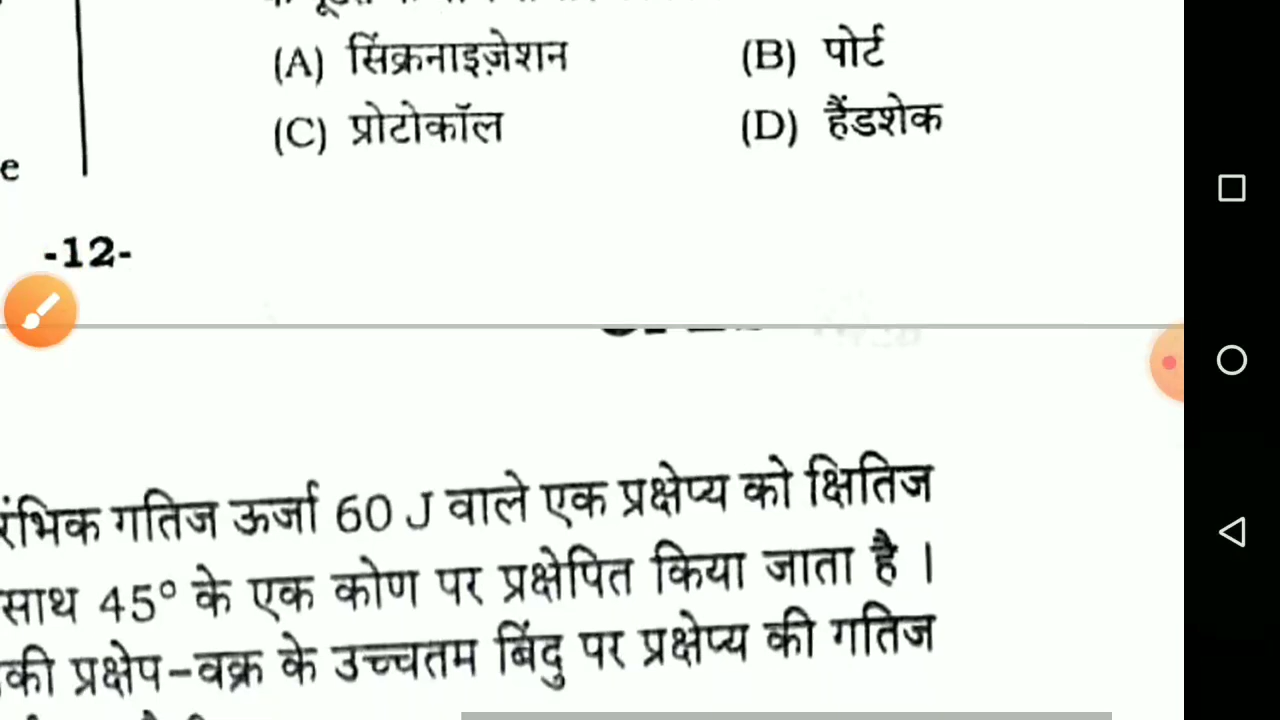 (A) सिंक्रनाइज़ेशन (B) पोर्ट
(C) प्रोटोकॉल (D) हैंडशेक
e
-12-
रंभिक गतिज ऊर्जा 60 J वाले एक प्रक्षेप्य को क्षितिज
साथ 45° के एक कोण पर प्रक्षेपित किया जाता है ।
की प्रक्षेप-वक्र के उच्चतम बिंदु पर प्रक्षेप्य की गतिज